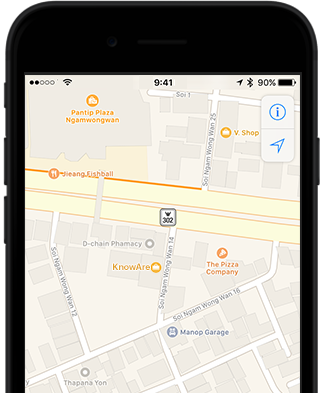 9:41
90%
Soi 1
Pantip Plaza
Ngamwongwan
Soi Ngam Wong Wan 25
V. Shop
Jieang Fishball
302
D-chain Phamacy
KnowAre
The Pizza
Company
Soi Ngam Wong Wan 12
Soi Ngam Wong Wan 14
Soi Ngam Wong Wan 16
Manop Garage
Thapana Yon